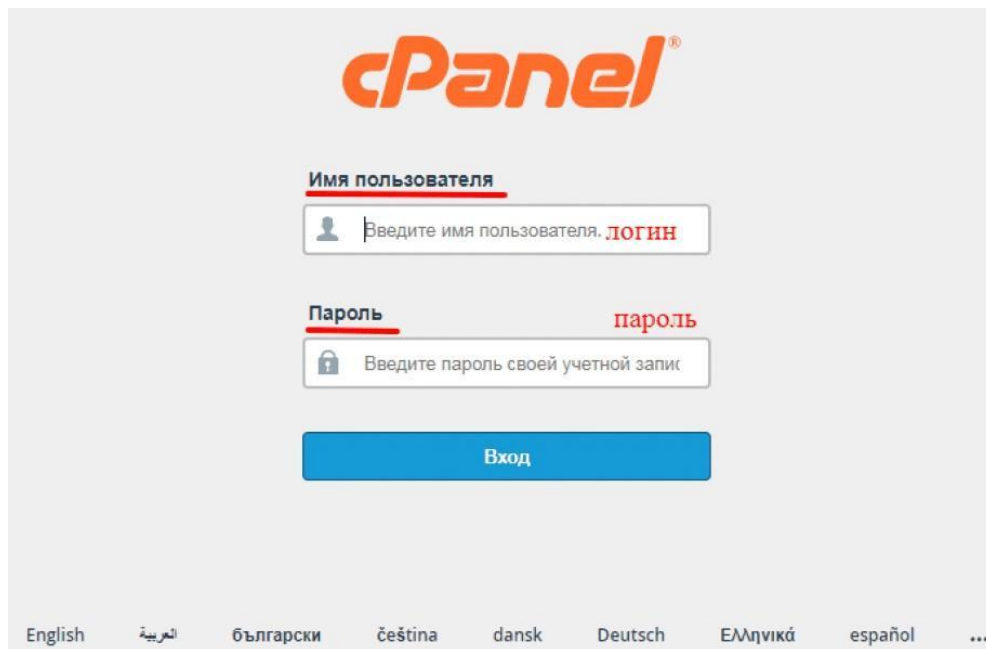 cPanel®
Имя пользователя
Введите имя пользователя. логин
Пароль пароль
Введите пароль своей учетной запис
Вход
English العربية български čeština dansk Deutsch Ελληνικά español ...